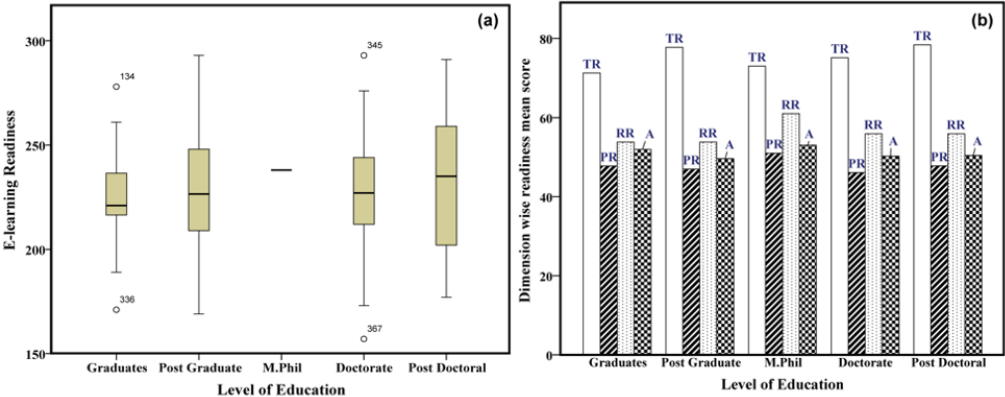 (a)
E-learning Readiness
300
250
200
150
134
336
345
367
Graduates Post Graduate M.Phil Doctorate Post Doctoral
Level of Education
(b)
Dimension wise readiness mean score
80
60
40
20
0
TR PR RR A
TR PR RR A
TR PR RR A
TR PR RR A
TR PR RR A
Graduates Post Graduate M.Phil Doctorate Post Doctoral
Level of Education